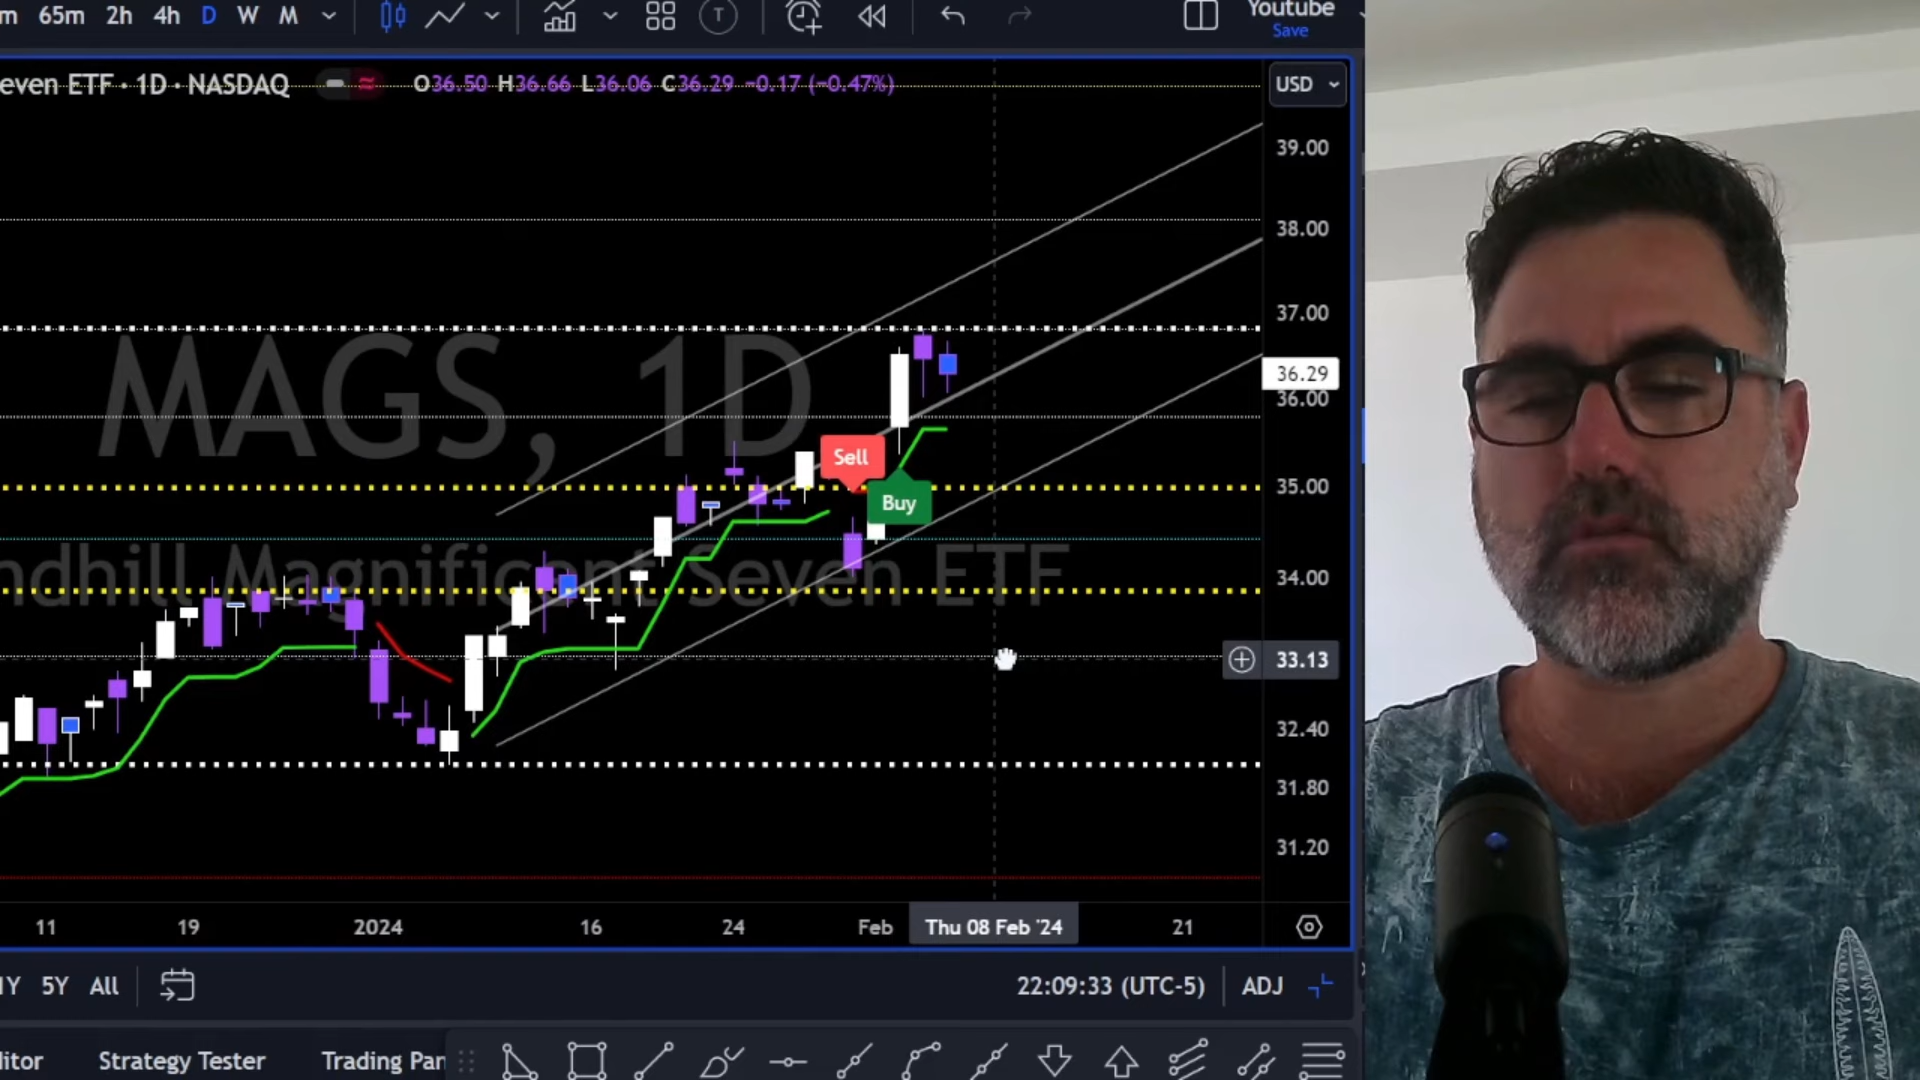 m 65m 2h 4h D W M T Youtube
Save
even ETF · 1D · NASDAQ O36.50 H36.66 L36.06 C36.29 −0.17 (−0.47%) USD
39.00
38.00
37.00
MAGS, 1D
36.29
36.00
Sell
35.00
Buy
34.00
ndhill Magnificent Seven ETF
33.13
32.40
31.80
31.20
11 19 2024 16 24 Feb Thu 08 Feb '24 21
1Y 5Y All 22:09:33 (UTC-5) ADJ
itor Strategy Tester Trading Pan